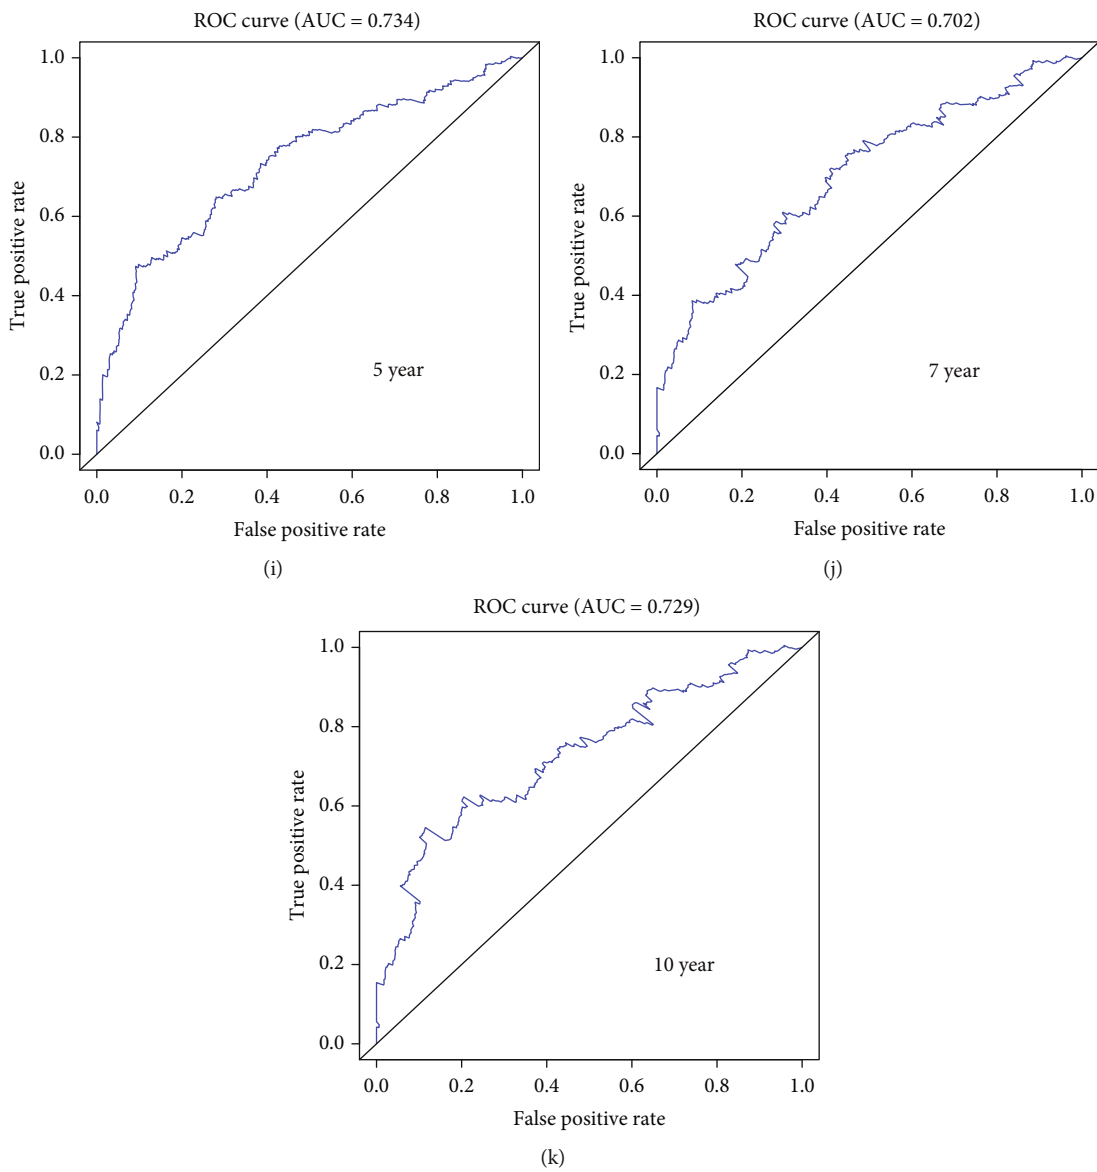 ROC curve (AUC = 0.734)
True positive rate
1.0
0.8
0.6
0.4
0.2
0.0
5 year
0.0 0.2 0.4 0.6 0.8 1.0
False positive rate
(i)
ROC curve (AUC = 0.702)
True positive rate
1.0
0.8
0.6
0.4
0.2
0.0
7 year
0.0 0.2 0.4 0.6 0.8 1.0
False positive rate
(j)
ROC curve (AUC = 0.729)
True positive rate
1.0
0.8
0.6
0.4
0.2
0.0
10 year
0.0 0.2 0.4 0.6 0.8 1.0
False positive rate
(k)